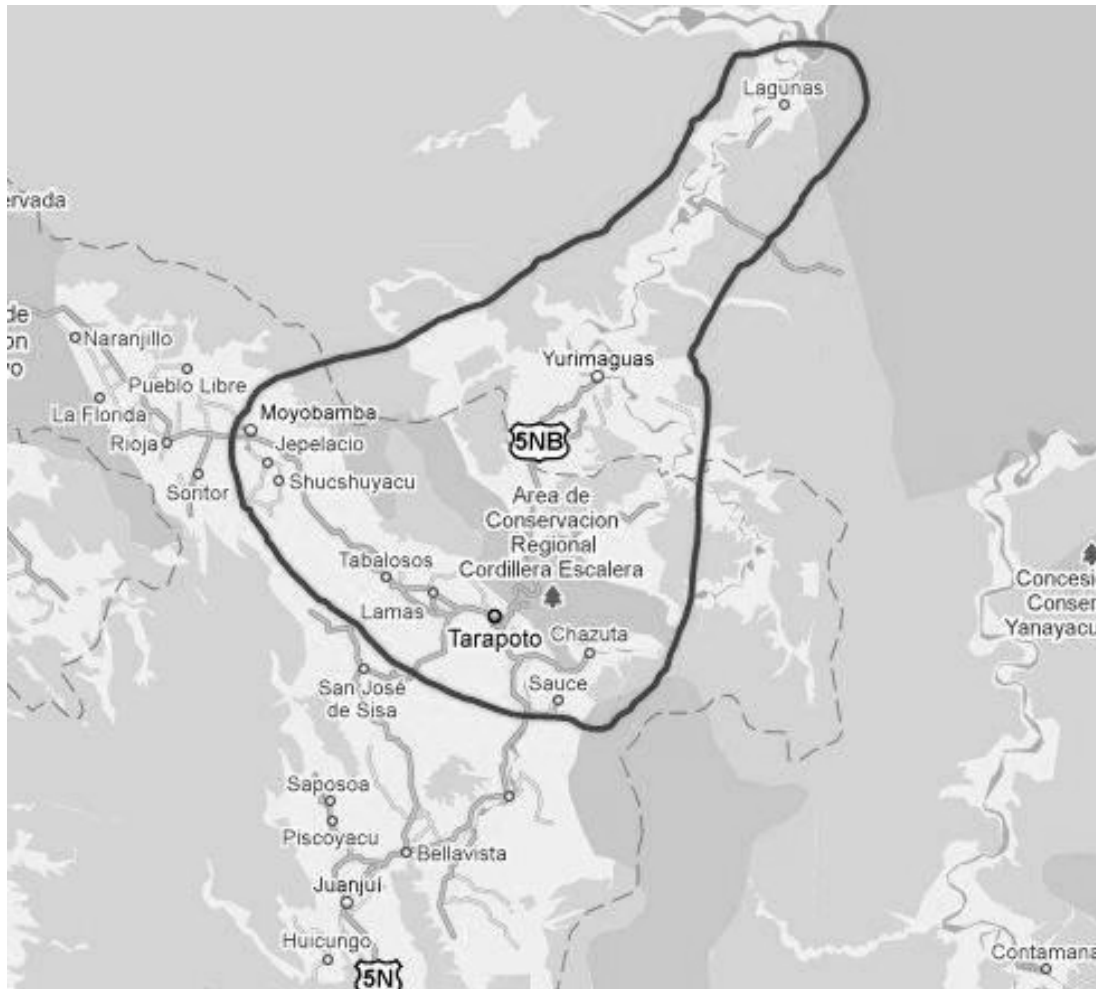 Lagunas
ervada
de
on
yo
Naranjillo
Pueblo Libre
La Florida
Rioja
Soritor
Moyobamba
Jepelacio
Shucshuyacu
Yurimaguas
5NB
Area de
Conservacion
Regional
Cordillera Escalera
Tabalosos
Lamas
Tarapoto
Chazuta
Sauce
San José
de Sisa
Saposoa
Piscoyacu
Bellavista
Juanjuí
Huicungo
5N
Concesi
Conser
Yanayacu
Contamana